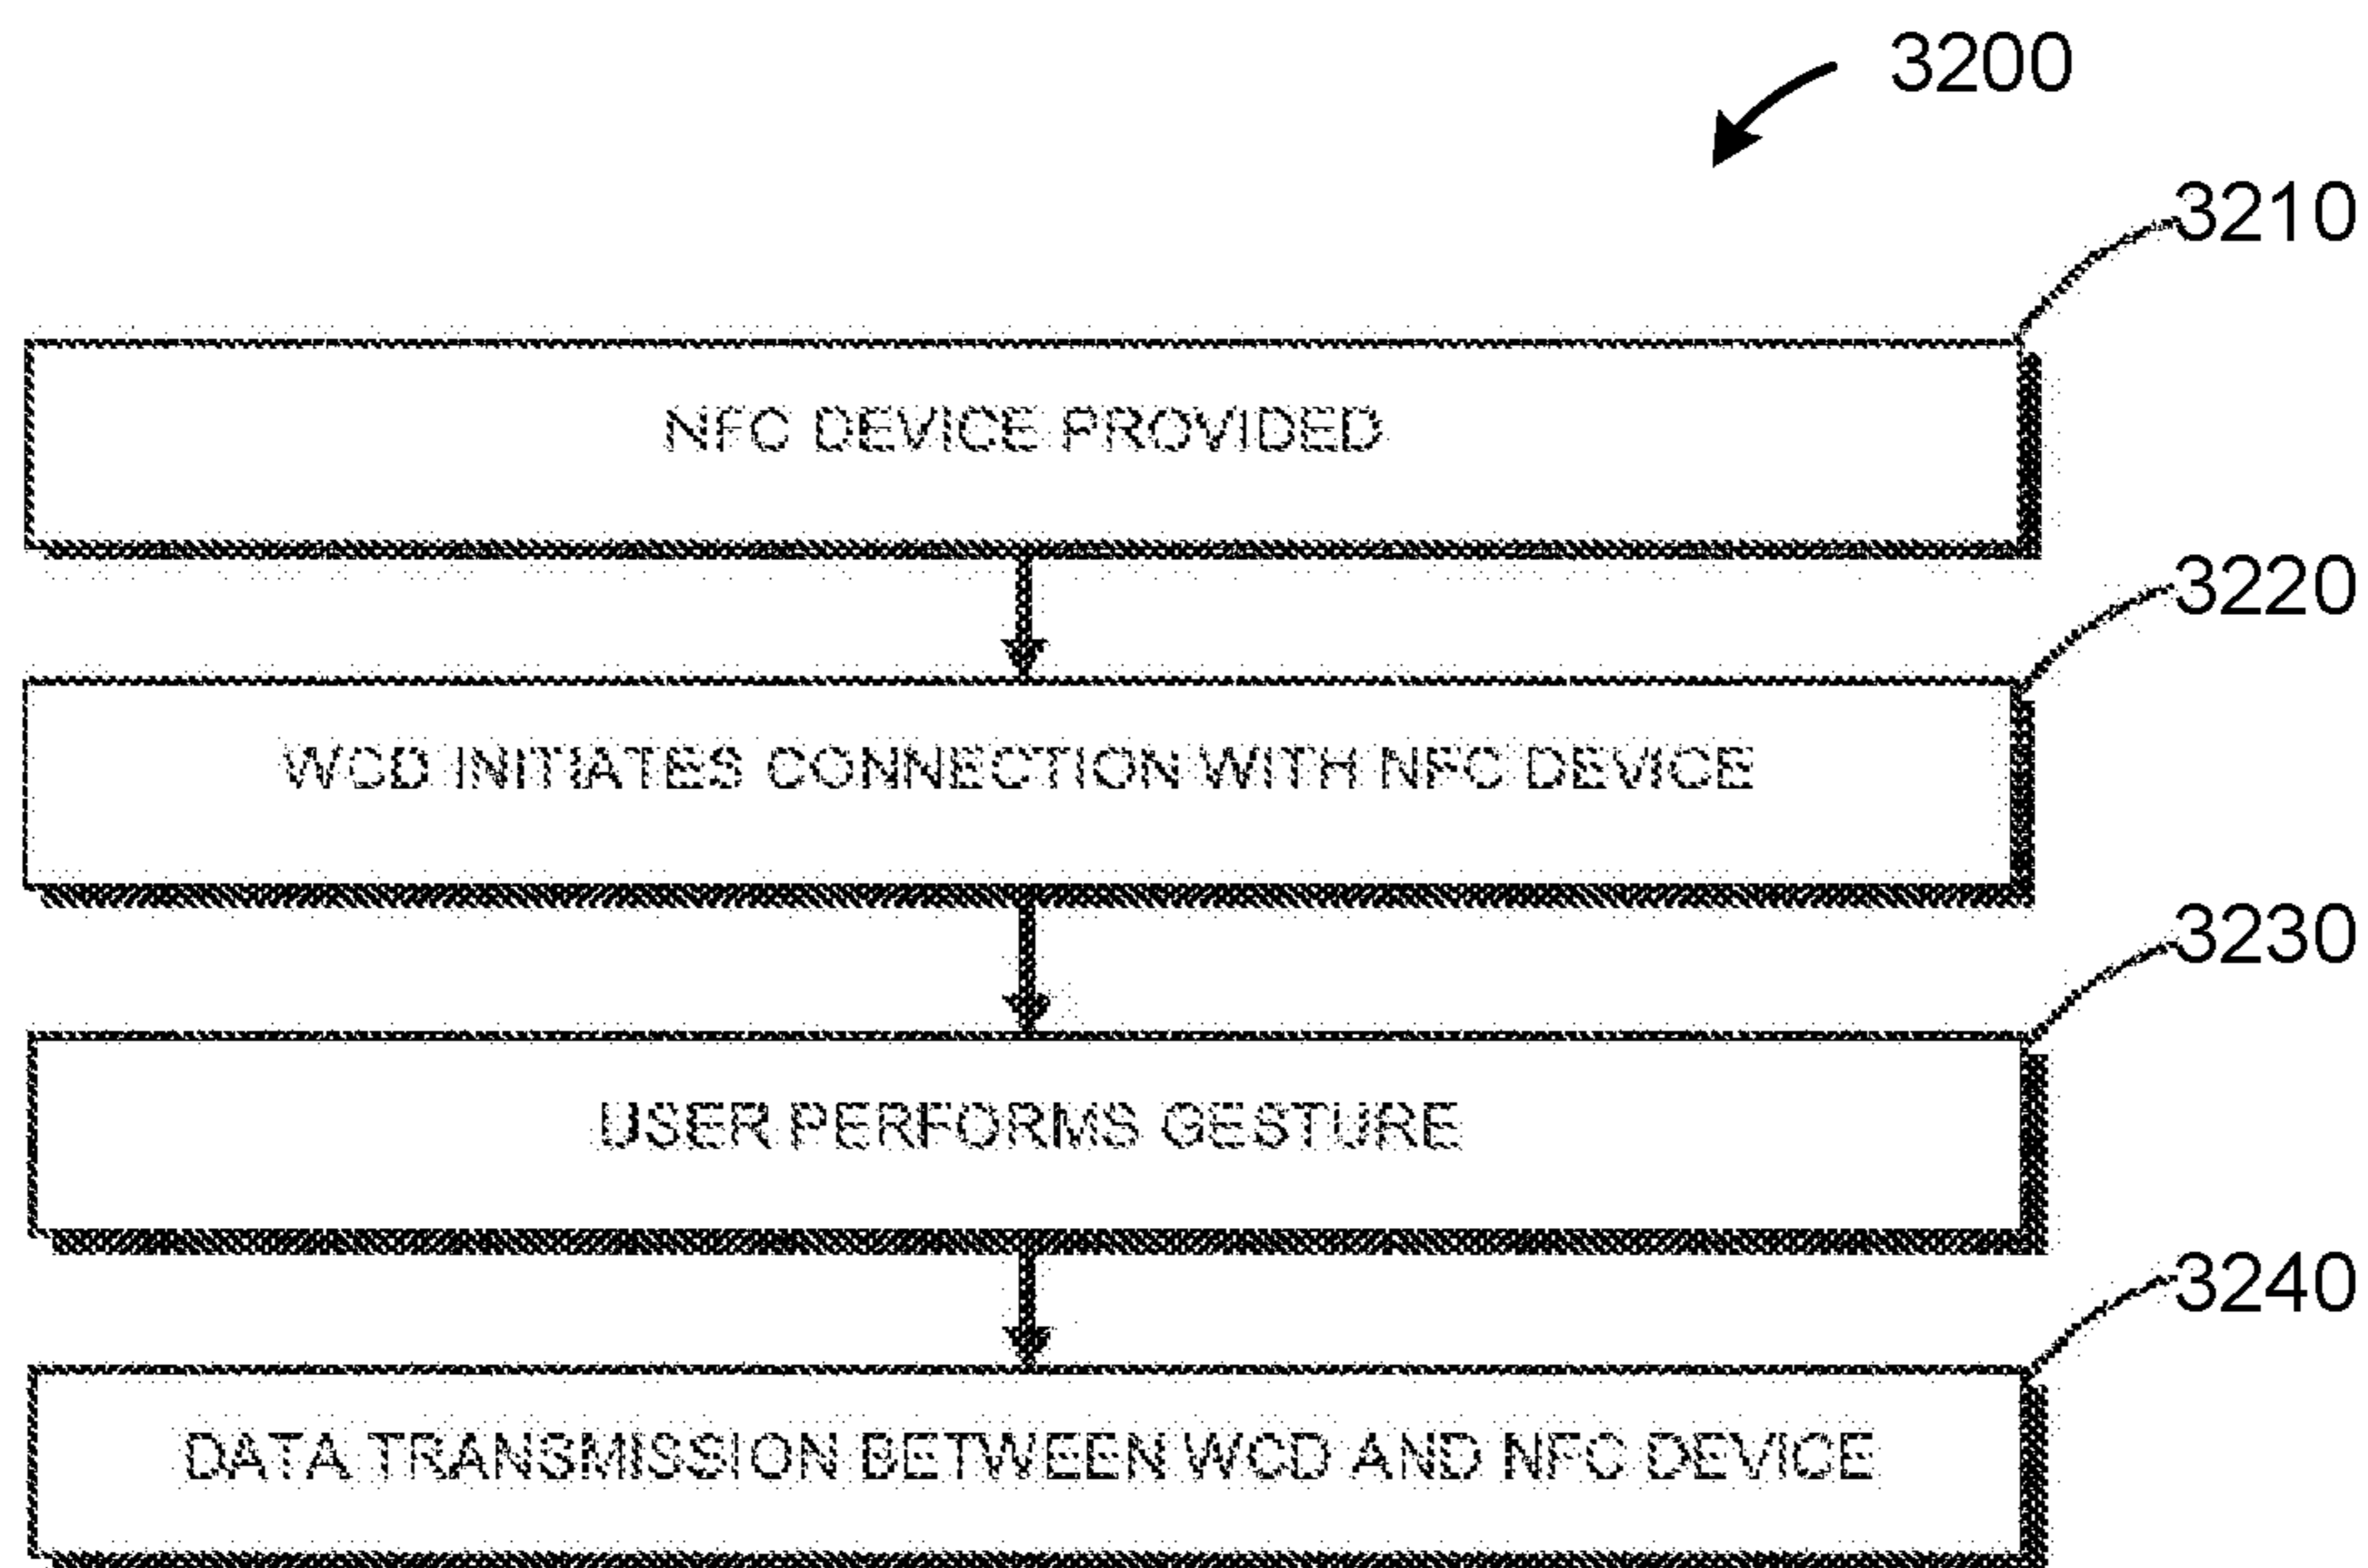 3200
3210
NFC DEVICE PROVIDED
3220
WCD INITIATES CONNECTION WITH NFC DEVICE
3230
USER PERFORMS GESTURE
3240
DATA TRANSMISSION BETWEEN WCD AND NFC DEVICE